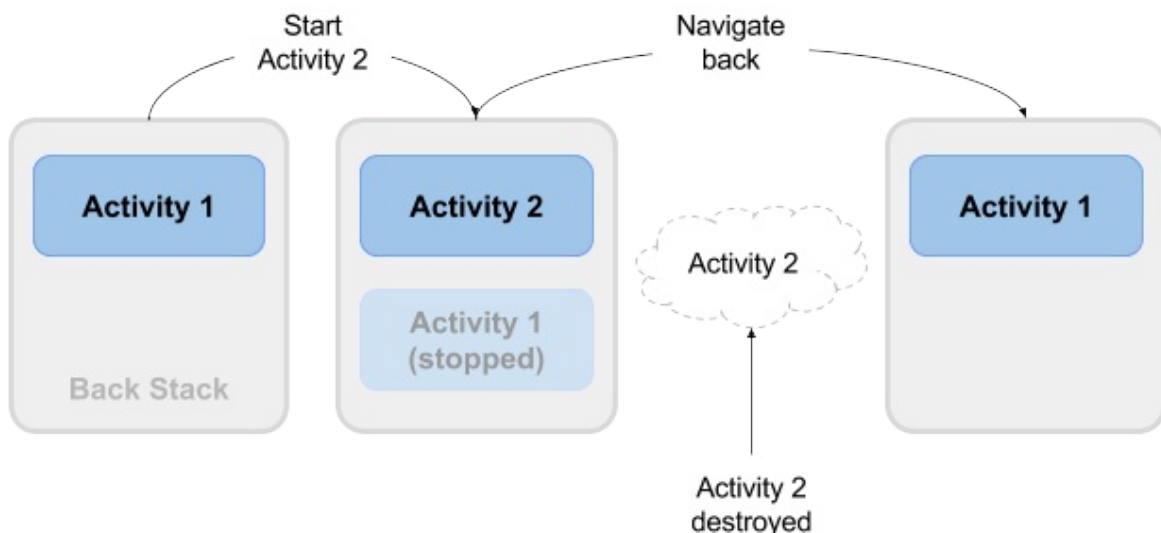 Start
Activity 2
Navigate
back
Activity 1
Back Stack
Activity 2
Activity 1
(stopped)
Activity 2
Activity 2
destroyed
Activity 1